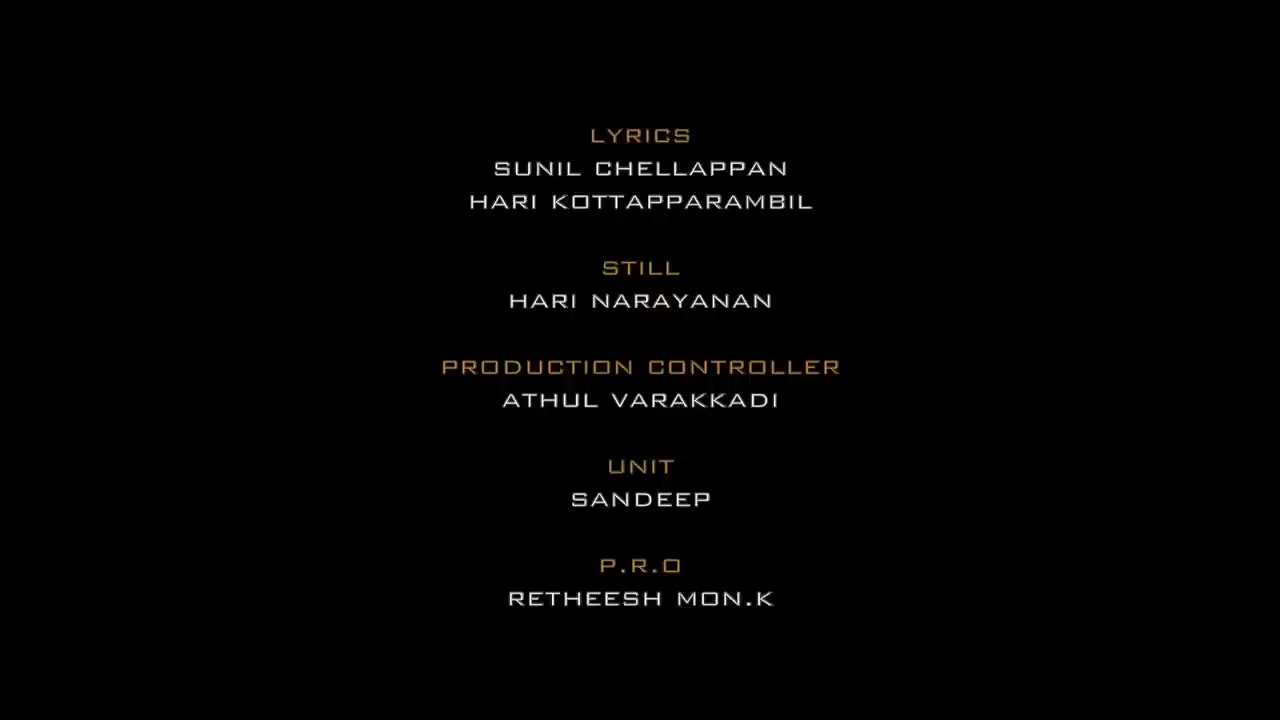 LYRICS
SUNIL CHELLAPPAN
HARI KOTTAPPARAMBIL
STILL
HARI NARAYANAN
PRODUCTION CONTROLLER
ATHUL VARAKKADI
UNIT
SANDEEP
P.R.O
RETHEESH MON.K